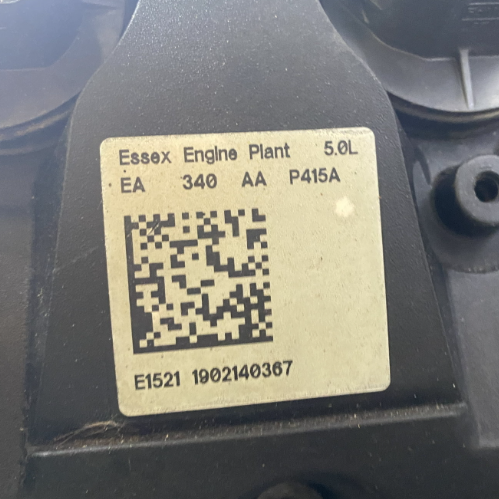 Essex Engine Plant 5.0L
EA 340 AA P415A
E1521 1902140367